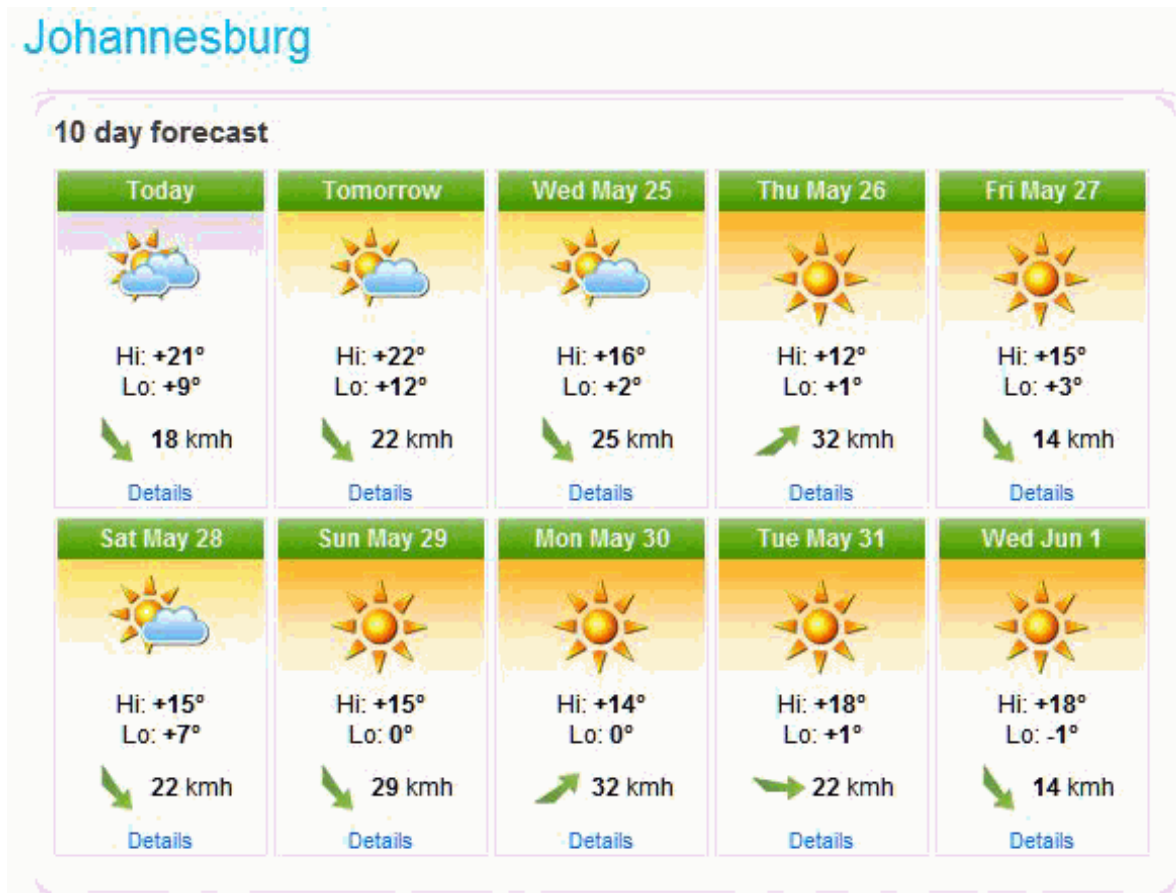 Johannesburg
10 day forecast
Today Tomorrow Wed May 25 Thu May 26 Fri May 27
Hi: +21° Hi: +22° Hi: +16° Hi: +12° Hi: +15°
Lo: +9° Lo: +12° Lo: +2° Lo: +1° Lo: +3°
18 kmh 22 kmh 25 kmh 32 kmh 14 kmh
Details Details Details Details Details
Sat May 28 Sun May 29 Mon May 30 Tue May 31 Wed Jun 1
Hi: +15° Hi: +15° Hi: +14° Hi: +18° Hi: +18°
Lo: +7° Lo: 0° Lo: 0° Lo: +1° Lo: -1°
22 kmh 29 kmh 32 kmh 22 kmh 14 kmh
Details Details Details Details Details